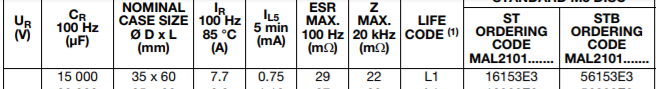 STANDARD M5 DISC
U_R (V) | C_R 100 Hz (µF) | NOMINAL CASE SIZE Ø D x L (mm) | I_R 100 Hz 85 °C (A) | I_L5 5 min (mA) | ESR MAX. 100 Hz (mΩ) | Z MAX. 20 kHz (mΩ) | LIFE CODE (1) | ST ORDERING CODE MAL2101....... | STB ORDERING CODE MAL2101.......
15 000 | 35 x 60 | 7.7 | 0.75 | 29 | 22 | L1 | 16153E3 | 56153E3